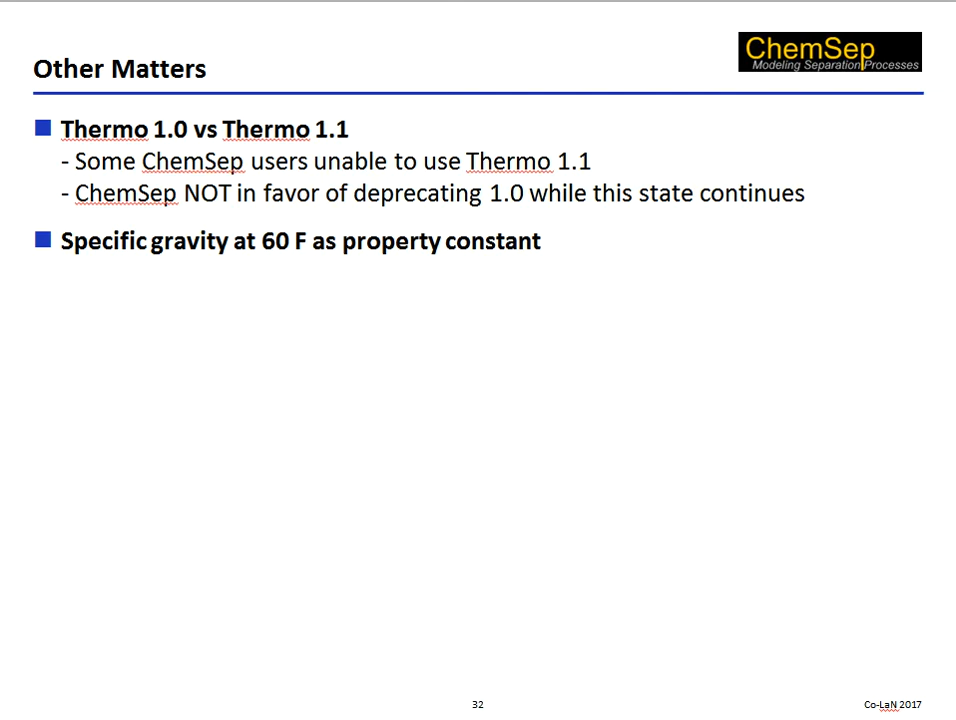 Other Matters
ChemSep
Modeling Separation Processes
Thermo 1.0 vs Thermo 1.1
- Some ChemSep users unable to use Thermo 1.1
- ChemSep NOT in favor of deprecating 1.0 while this state continues
Specific gravity at 60 F as property constant
32
Co-LaN 2017